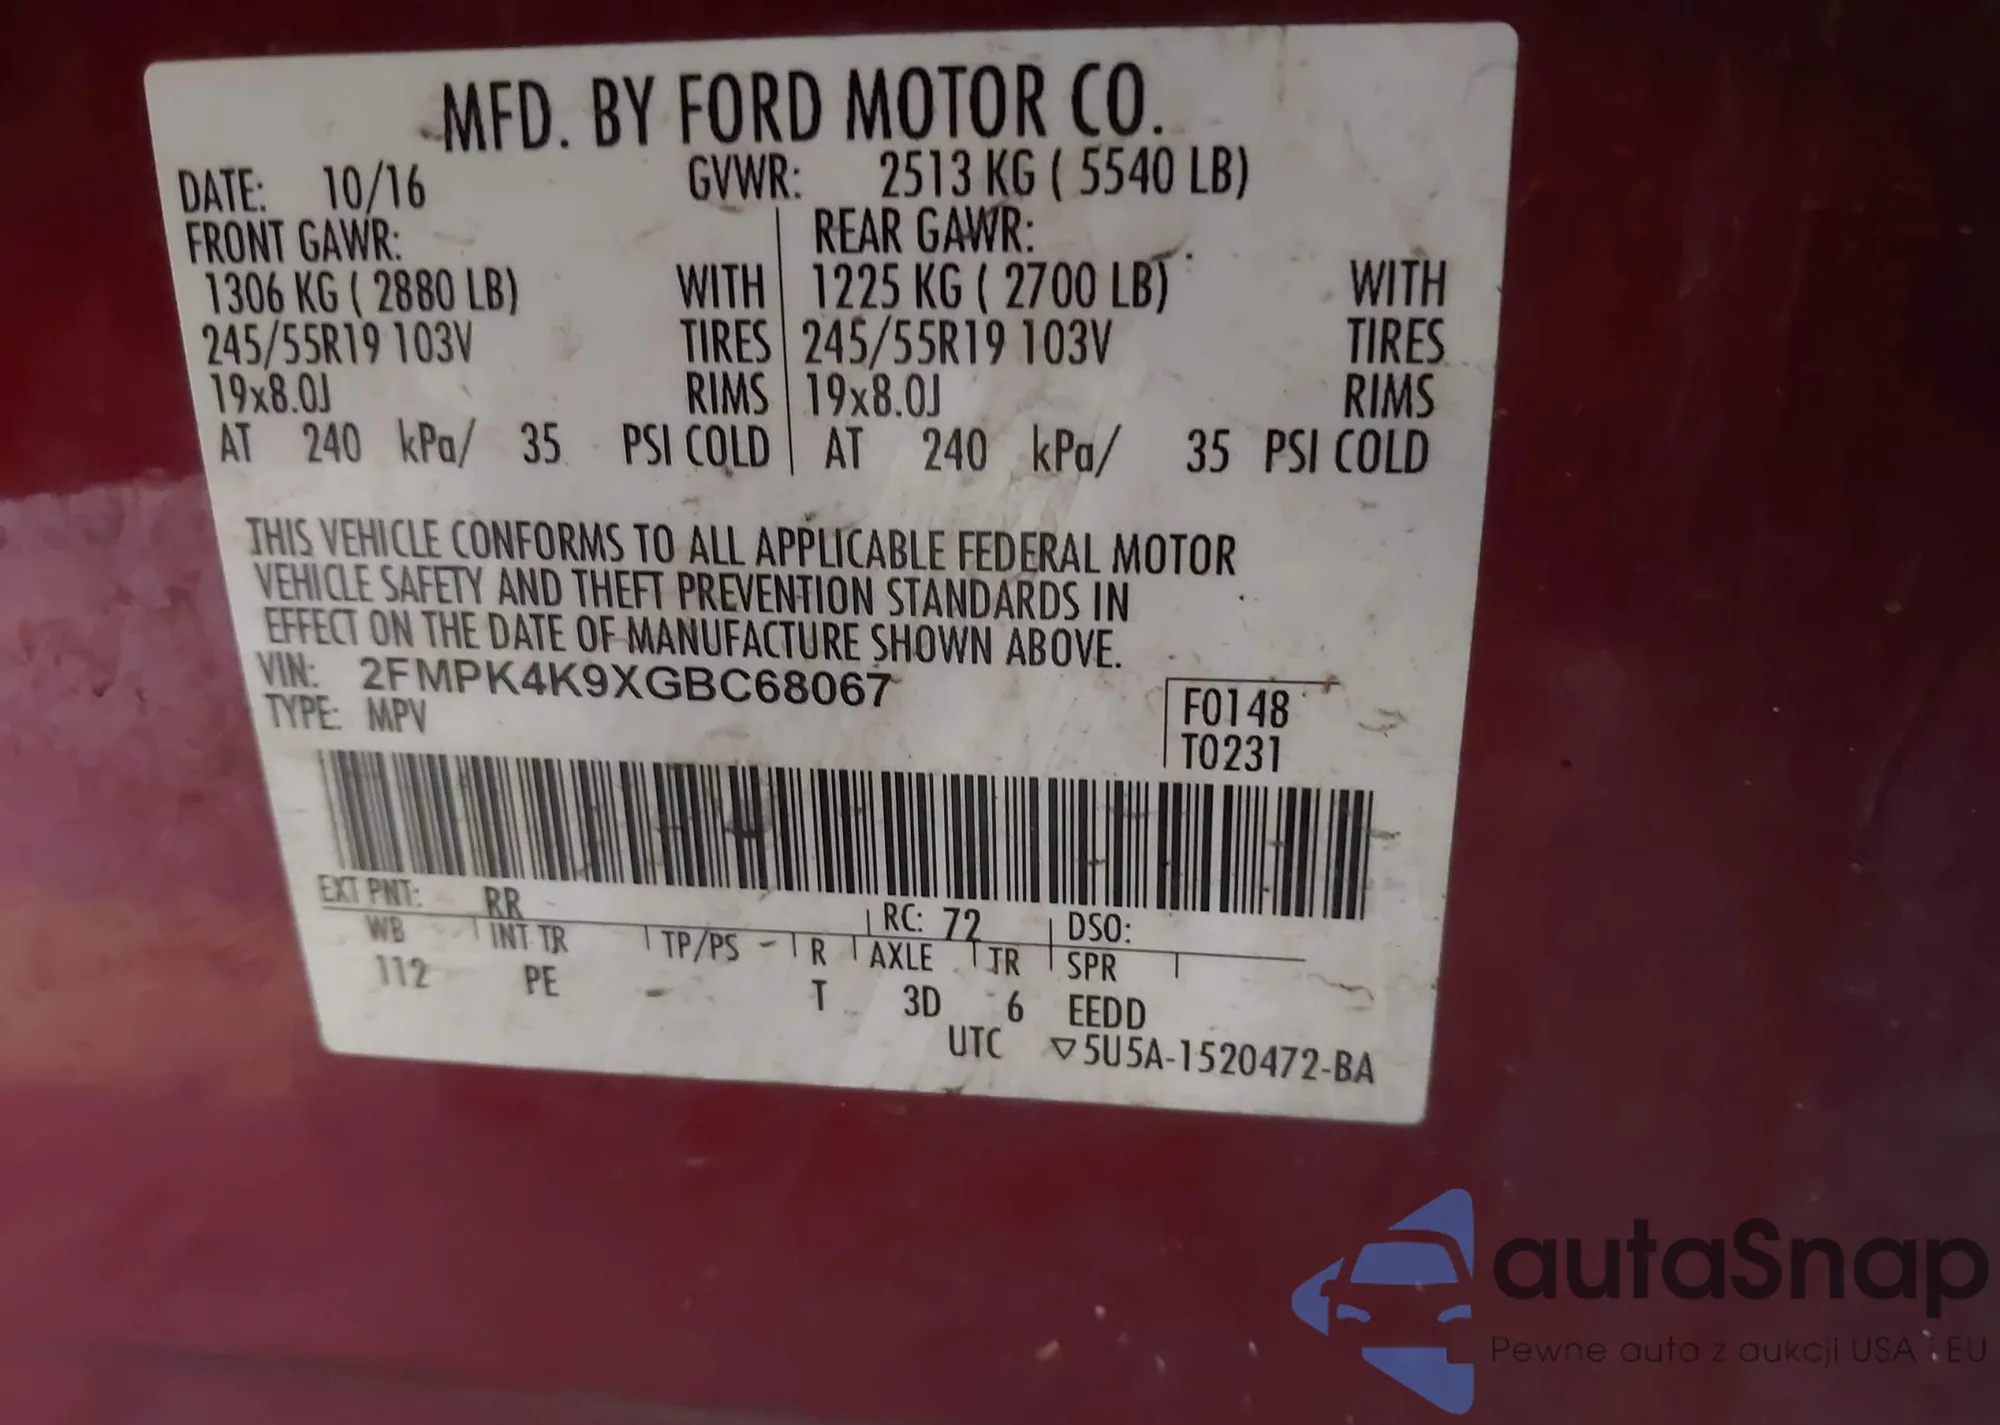 MFD. BY FORD MOTOR CO.
DATE: 10/16 GVWR: 2513 KG ( 5540 LB)
FRONT GAWR: REAR GAWR:
1306 KG ( 2880 LB) WITH 1225 KG ( 2700 LB) WITH
245/55R19 103V TIRES 245/55R19 103V TIRES
19x8.0J RIMS 19x8.0J RIMS
AT 240 kPa/ 35 PSI COLD AT 240 kPa/ 35 PSI COLD
THIS VEHICLE CONFORMS TO ALL APPLICABLE FEDERAL MOTOR
VEHICLE SAFETY AND THEFT PREVENTION STANDARDS IN
EFFECT ON THE DATE OF MANUFACTURE SHOWN ABOVE.
VIN: 2FMPK4K9XGBC68067
TYPE: MPV
F0148
T0231
EXT PNT: RR RC: 72 DSO:
WB INT TR TP/PS R AXLE TR SPR
112 PE - T 3D 6 EEDD
UTC ▽5U5A-1520472-BA
autaSnap
Pewne auta z aukcji USA i EU